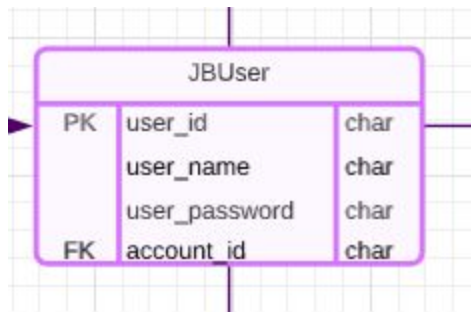 JBUser
PK user_id char
user_name char
user_password char
FK account_id char